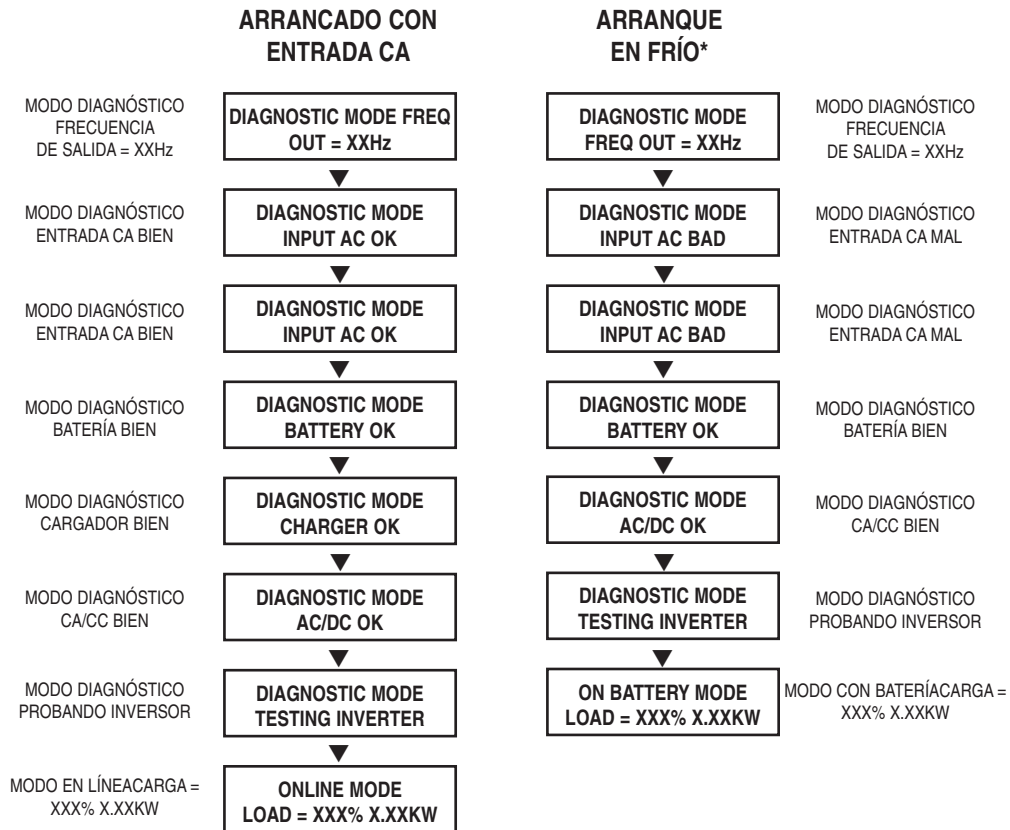 ARRANCADO CON
ENTRADA CA
ARRANQUE
EN FRÍO*
MODO DIAGNÓSTICO
FRECUENCIA
DE SALIDA = XXHz
DIAGNOSTIC MODE FREQ
OUT = XXHz
DIAGNOSTIC MODE
FREQ OUT = XXHz
MODO DIAGNÓSTICO
FRECUENCIA
DE SALIDA = XXHz
MODO DIAGNÓSTICO
ENTRADA CA BIEN
DIAGNOSTIC MODE
INPUT AC OK
DIAGNOSTIC MODE
INPUT AC BAD
MODO DIAGNÓSTICO
ENTRADA CA MAL
MODO DIAGNÓSTICO
ENTRADA CA BIEN
DIAGNOSTIC MODE
INPUT AC OK
DIAGNOSTIC MODE
INPUT AC BAD
MODO DIAGNÓSTICO
ENTRADA CA MAL
MODO DIAGNÓSTICO
BATERÍA BIEN
DIAGNOSTIC MODE
BATTERY OK
DIAGNOSTIC MODE
BATTERY OK
MODO DIAGNÓSTICO
BATERÍA BIEN
MODO DIAGNÓSTICO
CARGADOR BIEN
DIAGNOSTIC MODE
CHARGER OK
DIAGNOSTIC MODE
AC/DC OK
MODO DIAGNÓSTICO
CA/CC BIEN
MODO DIAGNÓSTICO
CA/CC BIEN
DIAGNOSTIC MODE
AC/DC OK
DIAGNOSTIC MODE
TESTING INVERTER
MODO DIAGNÓSTICO
PROBANDO INVERSOR
MODO DIAGNÓSTICO
PROBANDO INVERSOR
DIAGNOSTIC MODE
TESTING INVERTER
ON BATTERY MODE
LOAD = XXX% X.XXKW
MODO CON BATERÍACARGA =
XXX% X.XXKW
MODO EN LÍNEACARGA =
XXX% X.XXKW
ONLINE MODE
LOAD = XXX% X.XXKW